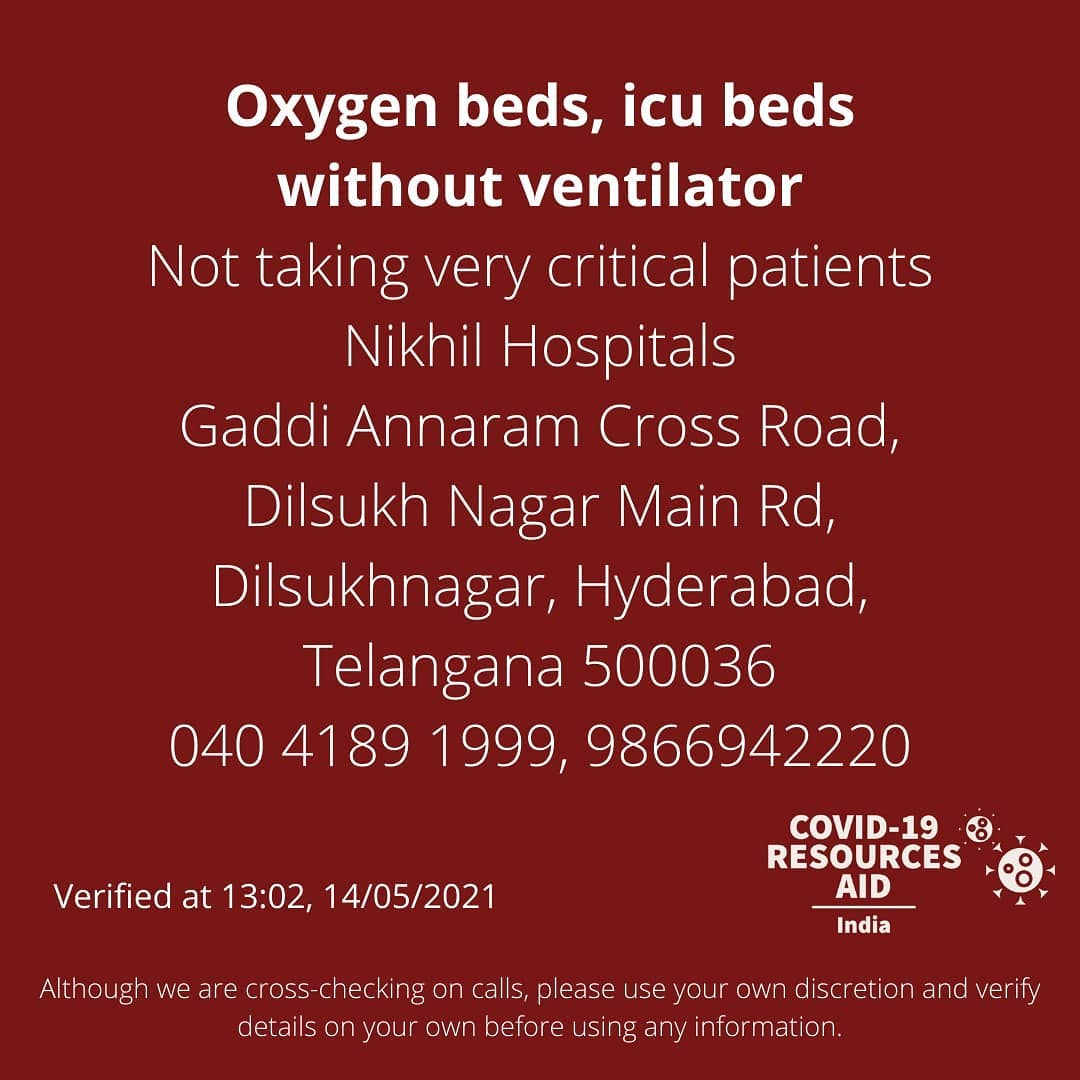 Oxygen beds, icu beds
without ventilator
Not taking very critical patients
Nikhil Hospitals
Gaddi Annaram Cross Road,
Dilsukh Nagar Main Rd,
Dilsukhnagar, Hyderabad,
Telangana 500036
040 4189 1999, 9866942220
COVID-19
RESOURCES
AID
India
Verified at 13:02, 14/05/2021
Although we are cross-checking on calls, please use your own discretion and verify
details on your own before using any information.